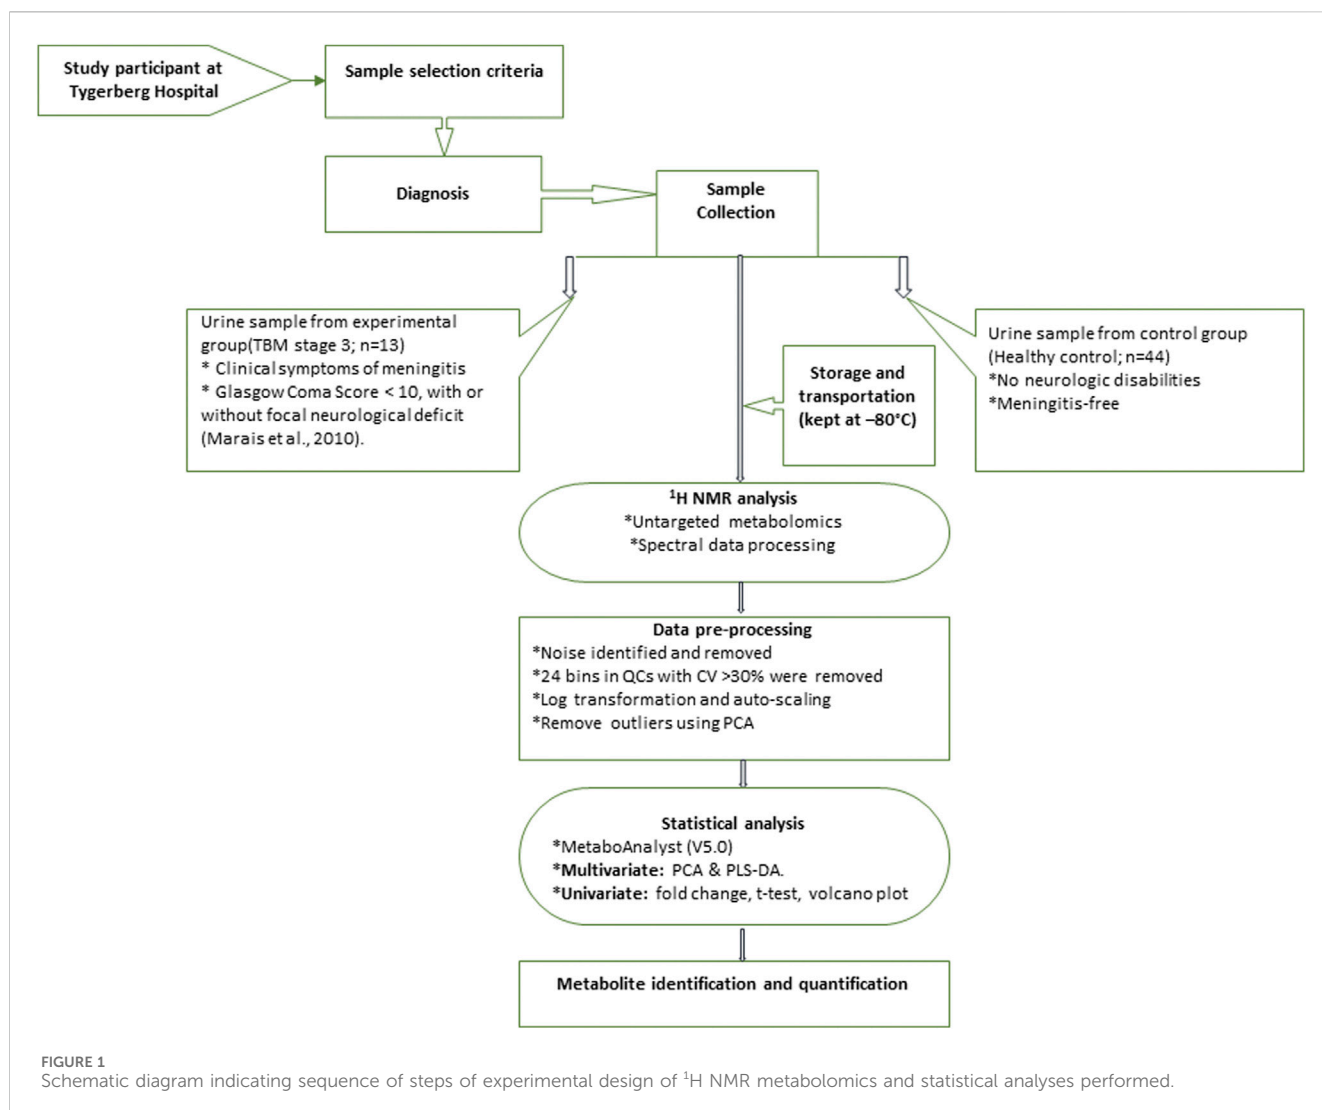 Study participant at
Tygerberg Hospital
Sample selection criteria
Diagnosis
Sample
Collection
Urine sample from experimental
group(TBM stage 3; n=13)
* Clinical symptoms of meningitis
* Glasgow Coma Score < 10, with or
without focal neurological deficit
(Marais et al., 2010).
Storage and
transportation
(kept at –80°C)
Urine sample from control group
(Healthy control; n=44)
*No neurologic disabilities
*Meningitis-free
¹H NMR analysis
*Untargeted metabolomics
*Spectral data processing
Data pre-processing
*Noise identified and removed
*24 bins in QCs with CV >30% were removed
*Log transformation and auto-scaling
*Remove outliers using PCA
Statistical analysis
*MetaboAnalyst (V5.0)
*Multivariate: PCA & PLS-DA.
*Univariate: fold change, t-test, volcano plot
Metabolite identification and quantification
FIGURE 1
Schematic diagram indicating sequence of steps of experimental design of ¹H NMR metabolomics and statistical analyses performed.